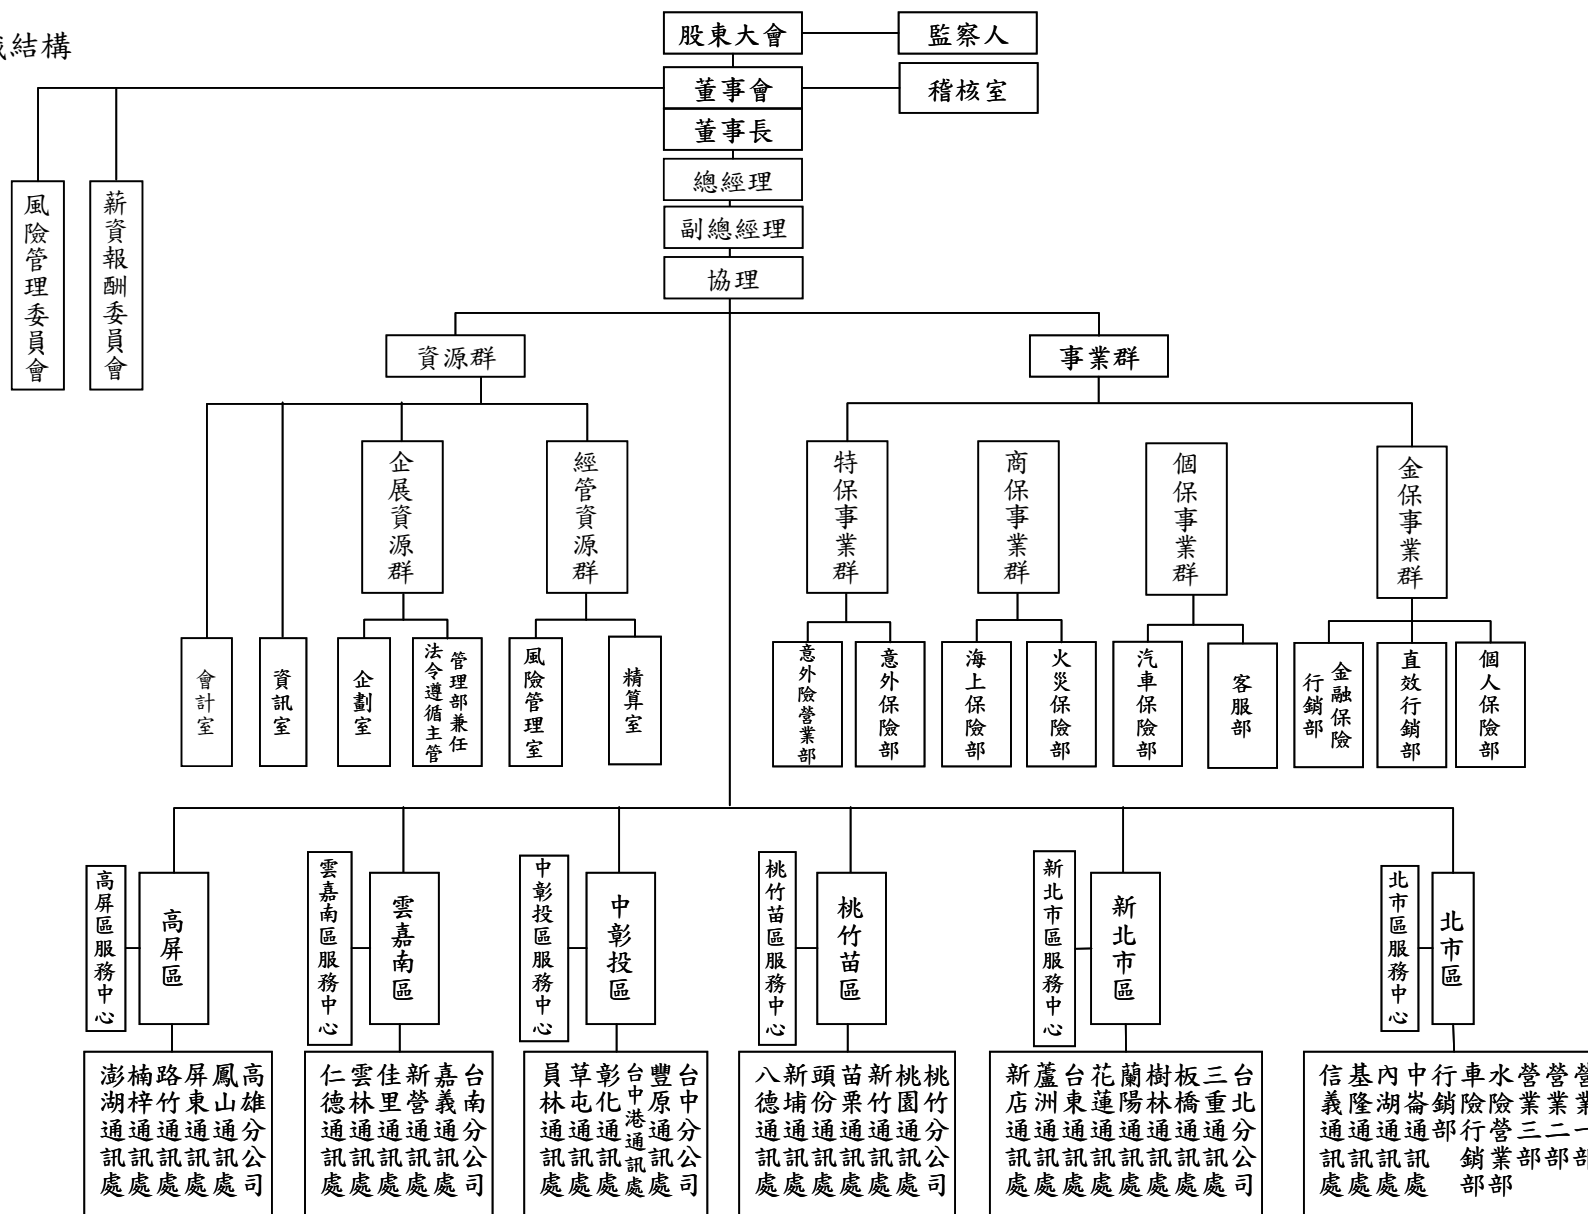 結構
股東大會
監察人
董事會
稽核室
董事長
總經理
副總經理
協理
風險管理委員會
薪資報酬委員會
資源群
事業群
企展資源群
經管資源群
特保事業群
商保事業群
個保事業群
金保事業群
會計室
資訊室
企劃室
管理部兼任
法令遵循主管
風險管理室
精算室
意外險營業部
意外保險部
海上保險部
火災保險部
汽車保險部
客服部
金融保險
行銷部
直效行銷部
個人保險部
高屏區服務中心
高屏區
雲嘉南區服務中心
雲嘉南區
中彰投區服務中心
中彰投區
桃竹苗區服務中心
桃竹苗區
新北市區服務中心
新北市區
北市區服務中心
北市區
高雄分公司
鳳山通訊處
屏東通訊處
路竹通訊處
楠梓通訊處
澎湖通訊處
台南分公司
嘉義通訊處
新營通訊處
佳里通訊處
雲林通訊處
仁德通訊處
台中分公司
豐原通訊處
台中港通訊處
彰化通訊處
草屯通訊處
員林通訊處
桃竹分公司
桃園通訊處
新竹通訊處
苗栗通訊處
頭份通訊處
新埔通訊處
八德通訊處
台北分公司
三重通訊處
板橋通訊處
樹林通訊處
蘭陽通訊處
花蓮通訊處
台東通訊處
蘆洲通訊處
新店通訊處
營業一部
營業二部
營業三部
水險營業部
車險行銷部
行銷部
中崙通訊處
內湖通訊處
基隆通訊處
信義通訊處